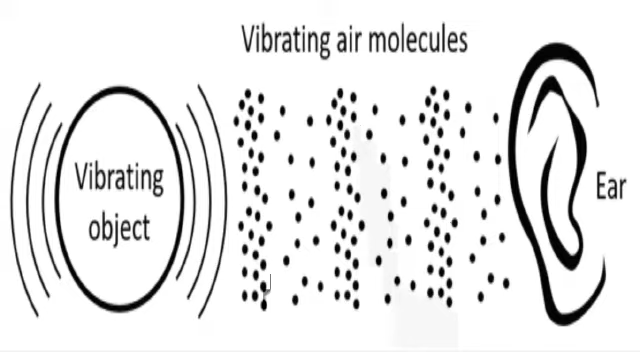 Vibrating air molecules
Vibrating
object
Ear